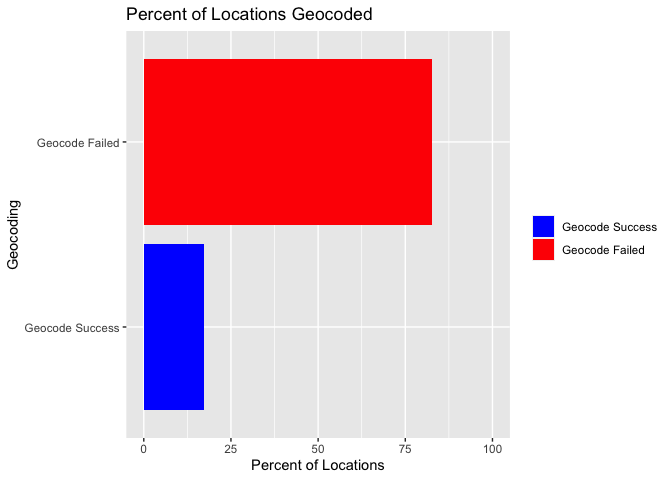 Percent of Locations Geocoded
Geocoding
Geocode Failed
Geocode Success
0 25 50 75 100
Percent of Locations
Geocode Success
Geocode Failed